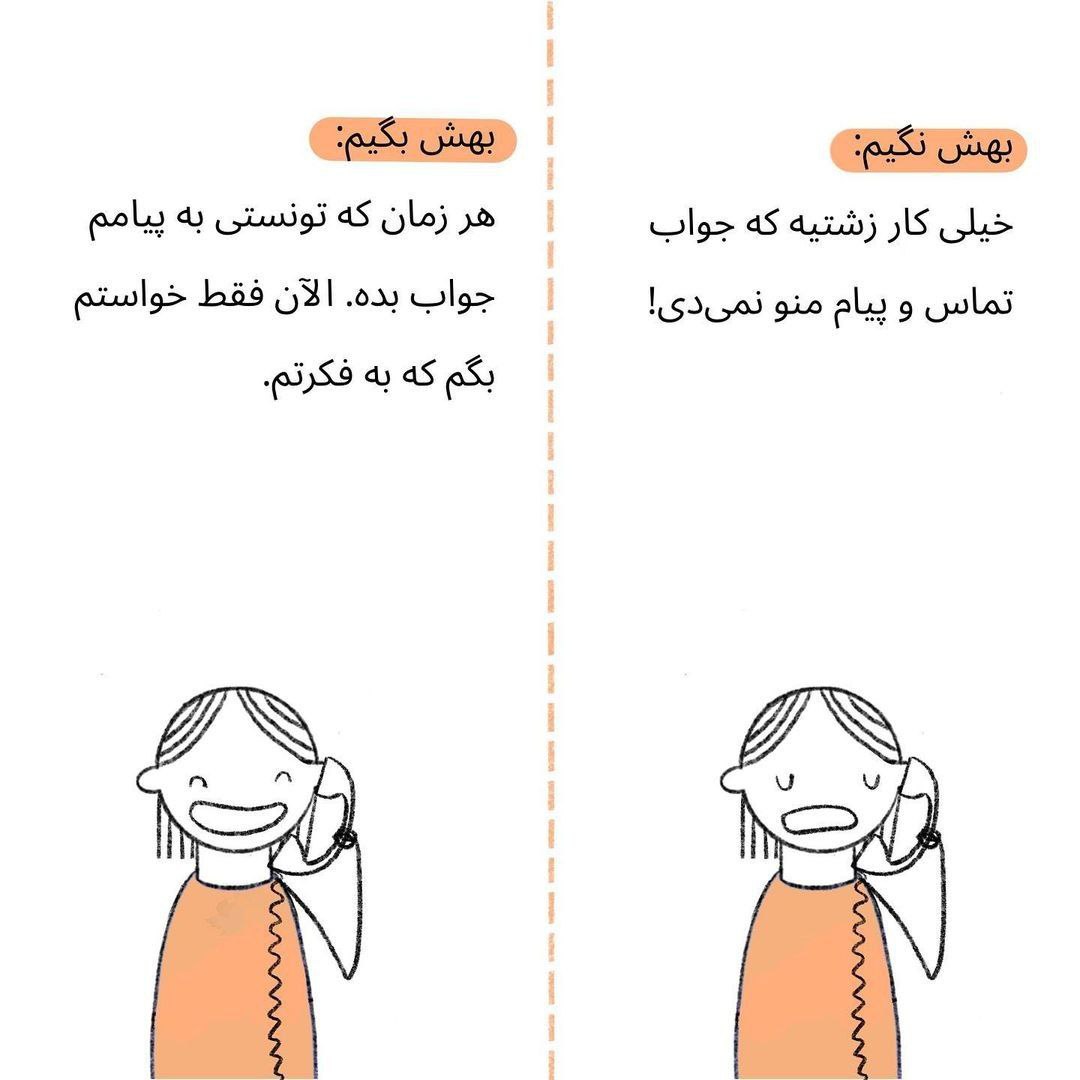 بهش نگیم:
خیلی کار زشتیه که جواب
تماس و پیام منو نمی‌دی!
بهش بگیم:
هر زمان که تونستی به پیامم
جواب بده. الآن فقط خواستم
بگم که به فکرتم.